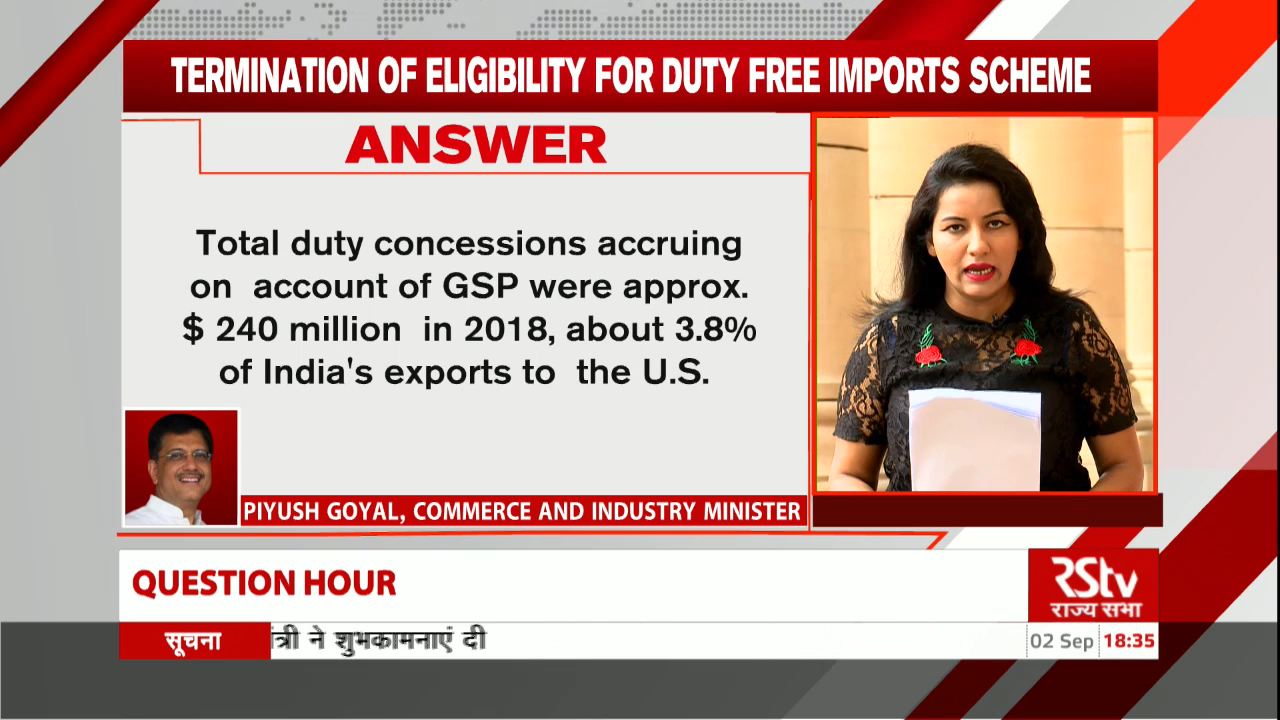 TERMINATION OF ELIGIBILITY FOR DUTY FREE IMPORTS SCHEME
ANSWER
Total duty concessions accruing
on account of GSP were approx.
$ 240 million in 2018, about 3.8%
of India's exports to the U.S.
PIYUSH GOYAL, COMMERCE AND INDUSTRY MINISTER
QUESTION HOUR
RStv
राज्य सभा
सूचना
ने शुभकामनाएं दी
02 Sep 18:35